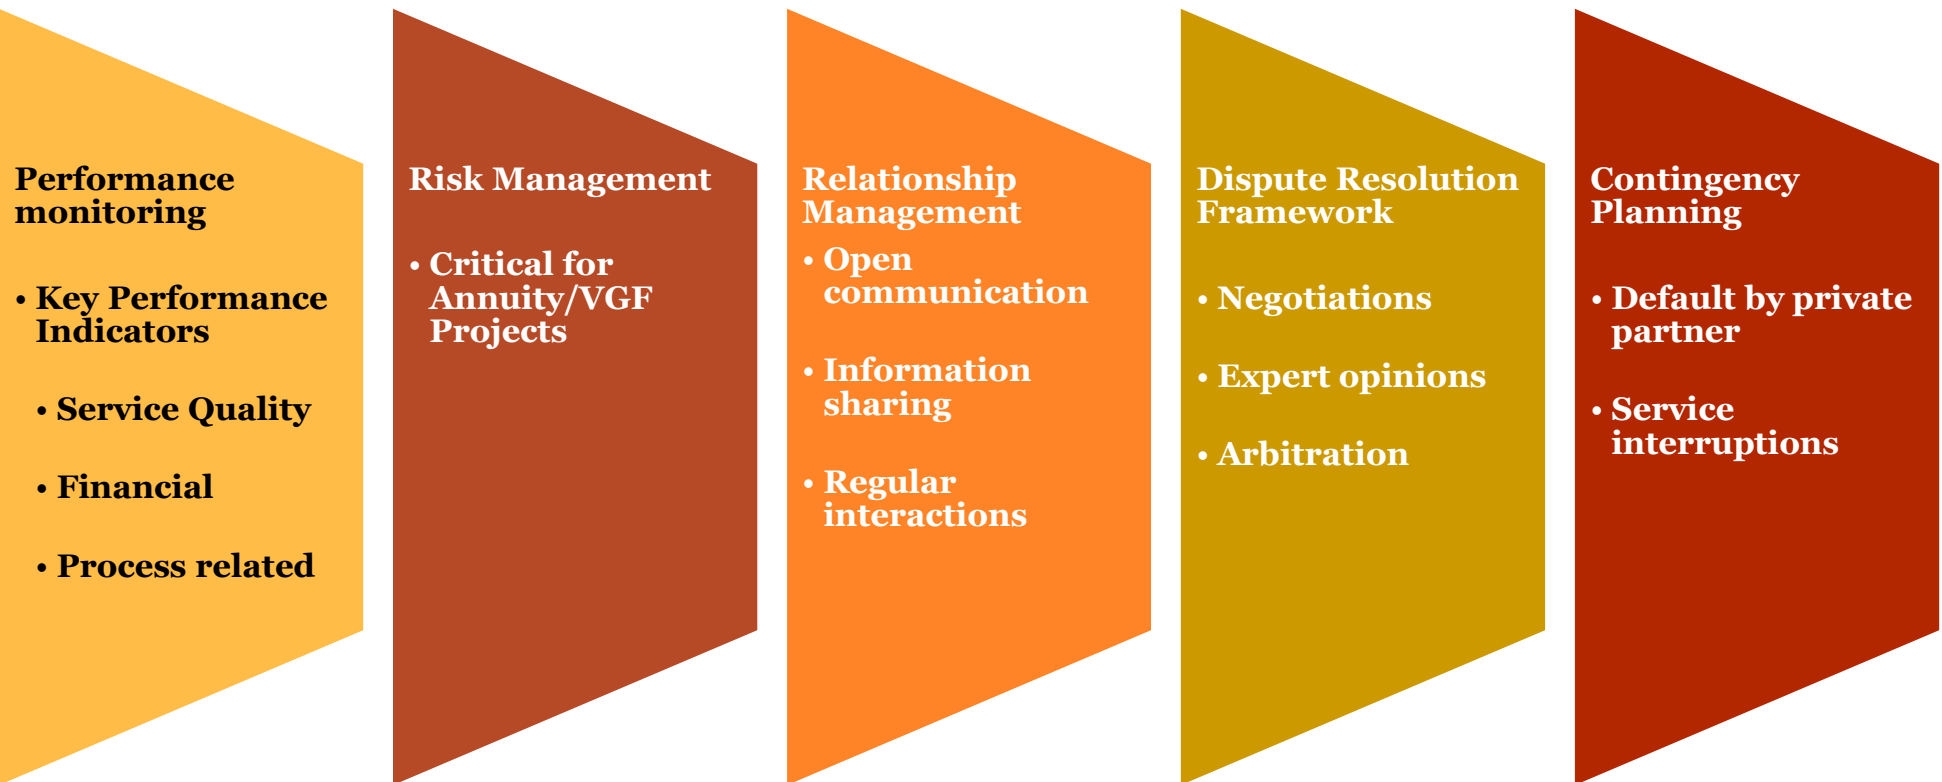 Performance
monitoring
• Key Performance
Indicators
• Service Quality
• Financial
• Process related
Risk Management
• Critical for
Annuity/VGF
Projects
Relationship
Management
• Open
communication
• Information
sharing
• Regular
interactions
Dispute Resolution
Framework
• Negotiations
• Expert opinions
• Arbitration
Contingency
Planning
• Default by private
partner
• Service
interruptions